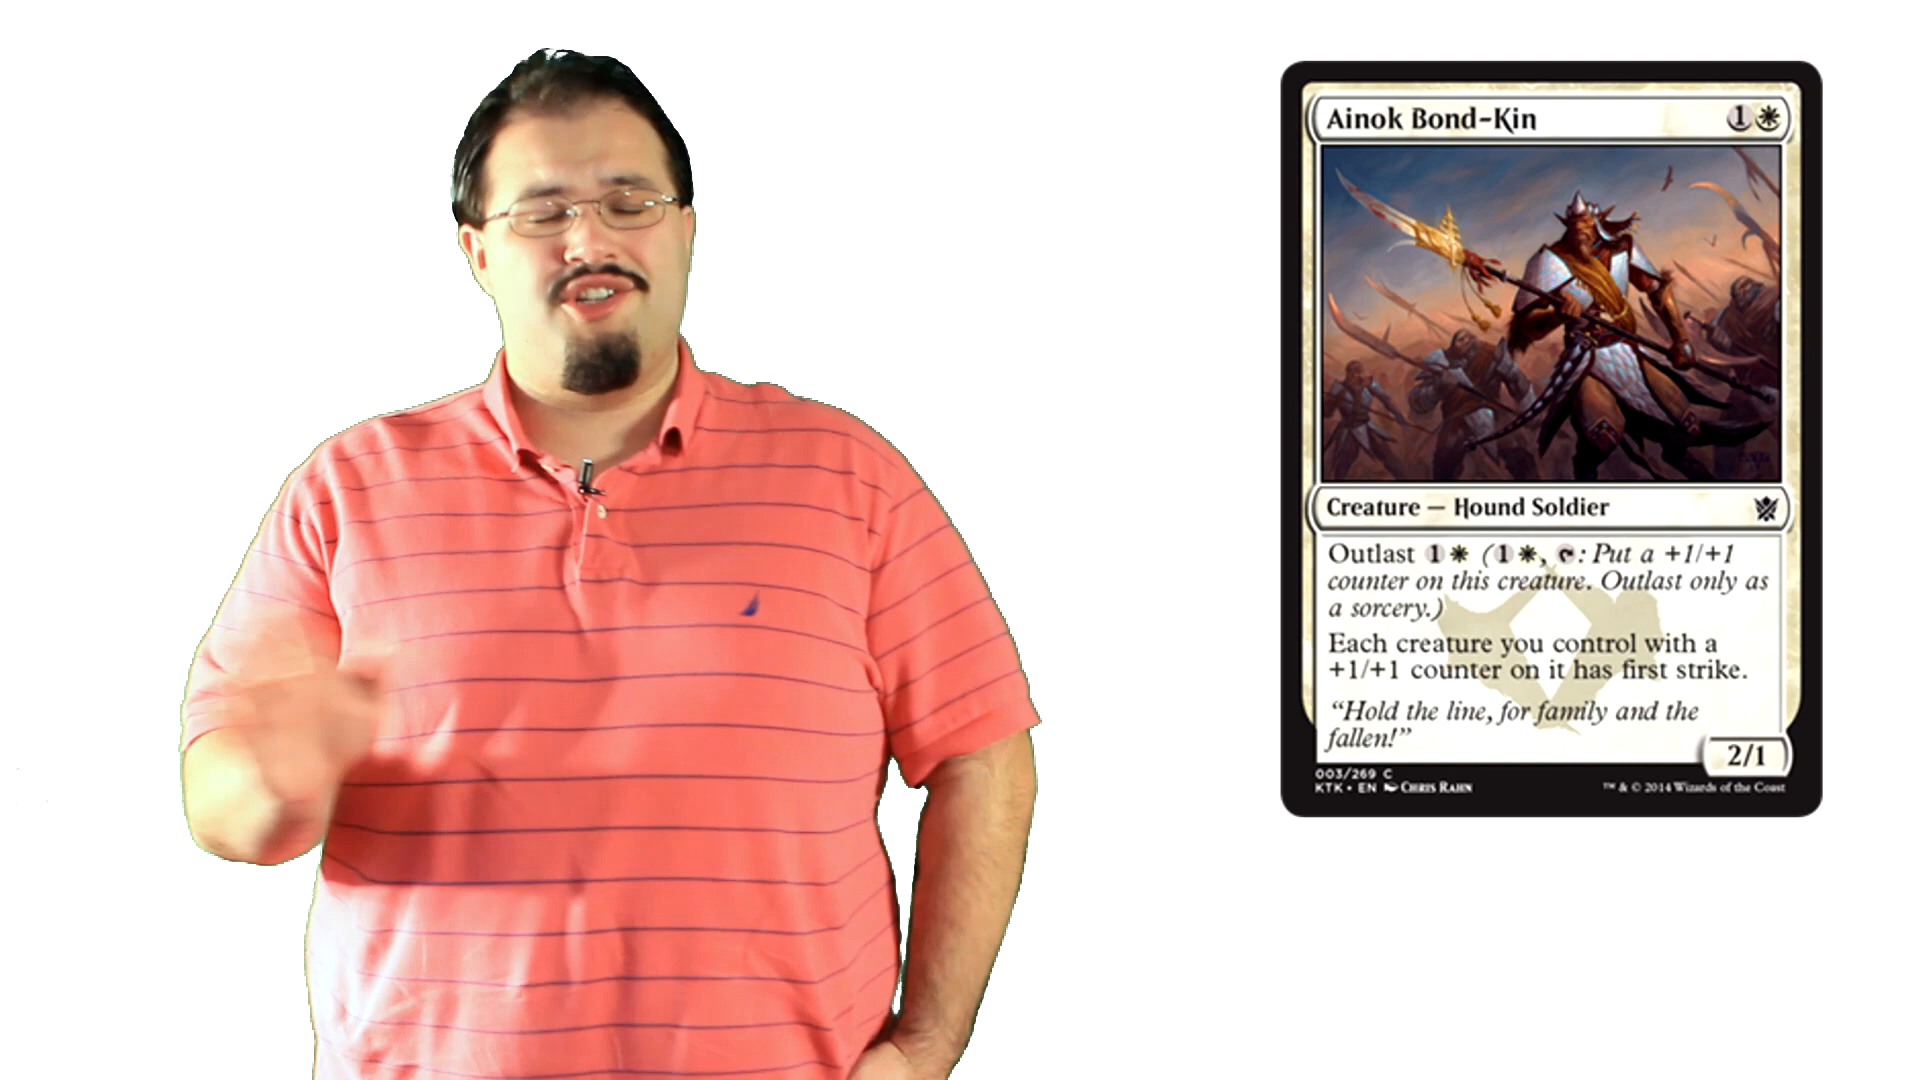 Ainok Bond-Kin 1
Creature — Hound Soldier
Outlast 1 (1 , : Put a +1/+1
counter on this creature. Outlast only as
a sorcery.)
Each creature you control with a
+1/+1 counter on it has first strike.
“Hold the line, for family and the
fallen!”
2/1
003/269 C
KTK • EN Chris Rahn
™ & © 2014 Wizards of the Coast